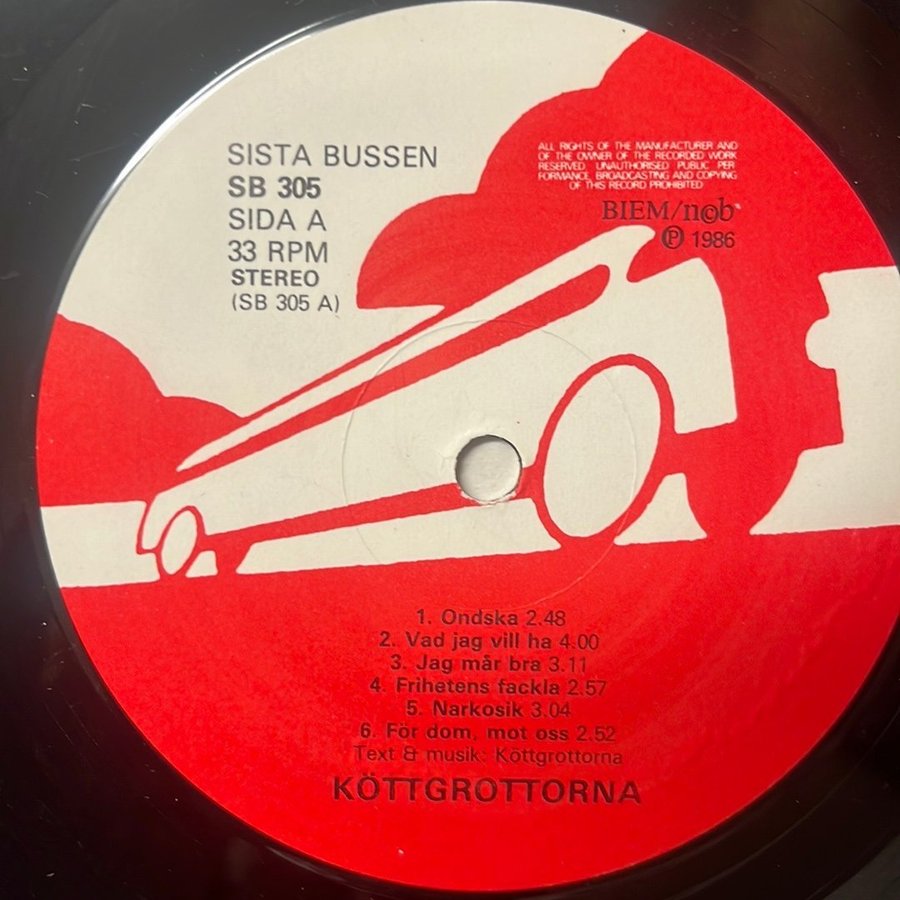 SISTA BUSSEN
SB 305
SIDA A
33 RPM
STEREO
(SB 305 A)
ALL RIGHTS OF THE MANUFACTURER AND
OF THE OWNER OF THE RECORDED WORK
RESERVED UNAUTHORISED PUBLIC PER
FORMANCE, BROADCASTING AND COPYING
OF THIS RECORD PROHIBITED
BIEM/n©b
℗ 1986
1. Ondska 2.48
2. Vad jag vill ha 4.00
3. Jag mår bra 3.11
4. Frihetens fackla 2.57
5. Narkosik 3.04
6. För dom, mot oss 2.52
Text & musik: Köttgrottorna
KÖTTGROTTORNA